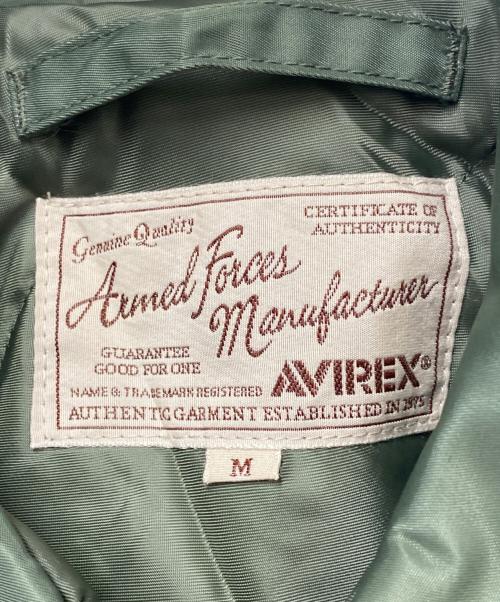 Genuine Quality
CERTIFICATE OF
AUTHENTICITY
Armed Forces
Manufacturer
GUARANTEE
GOOD FOR ONE
AVIREX®
NAME & TRADEMARK REGISTERED
AUTHENTIC GARMENT ESTABLISHED IN 1975
M